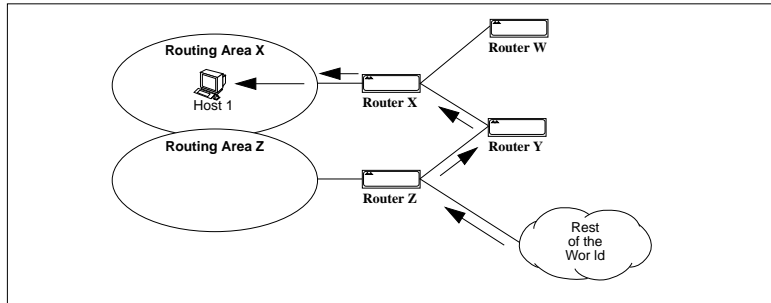 Routing Area X
Host 1
Router X
Router W
Router Y
Routing Area Z
Router Z
Rest
of the
Wor ld